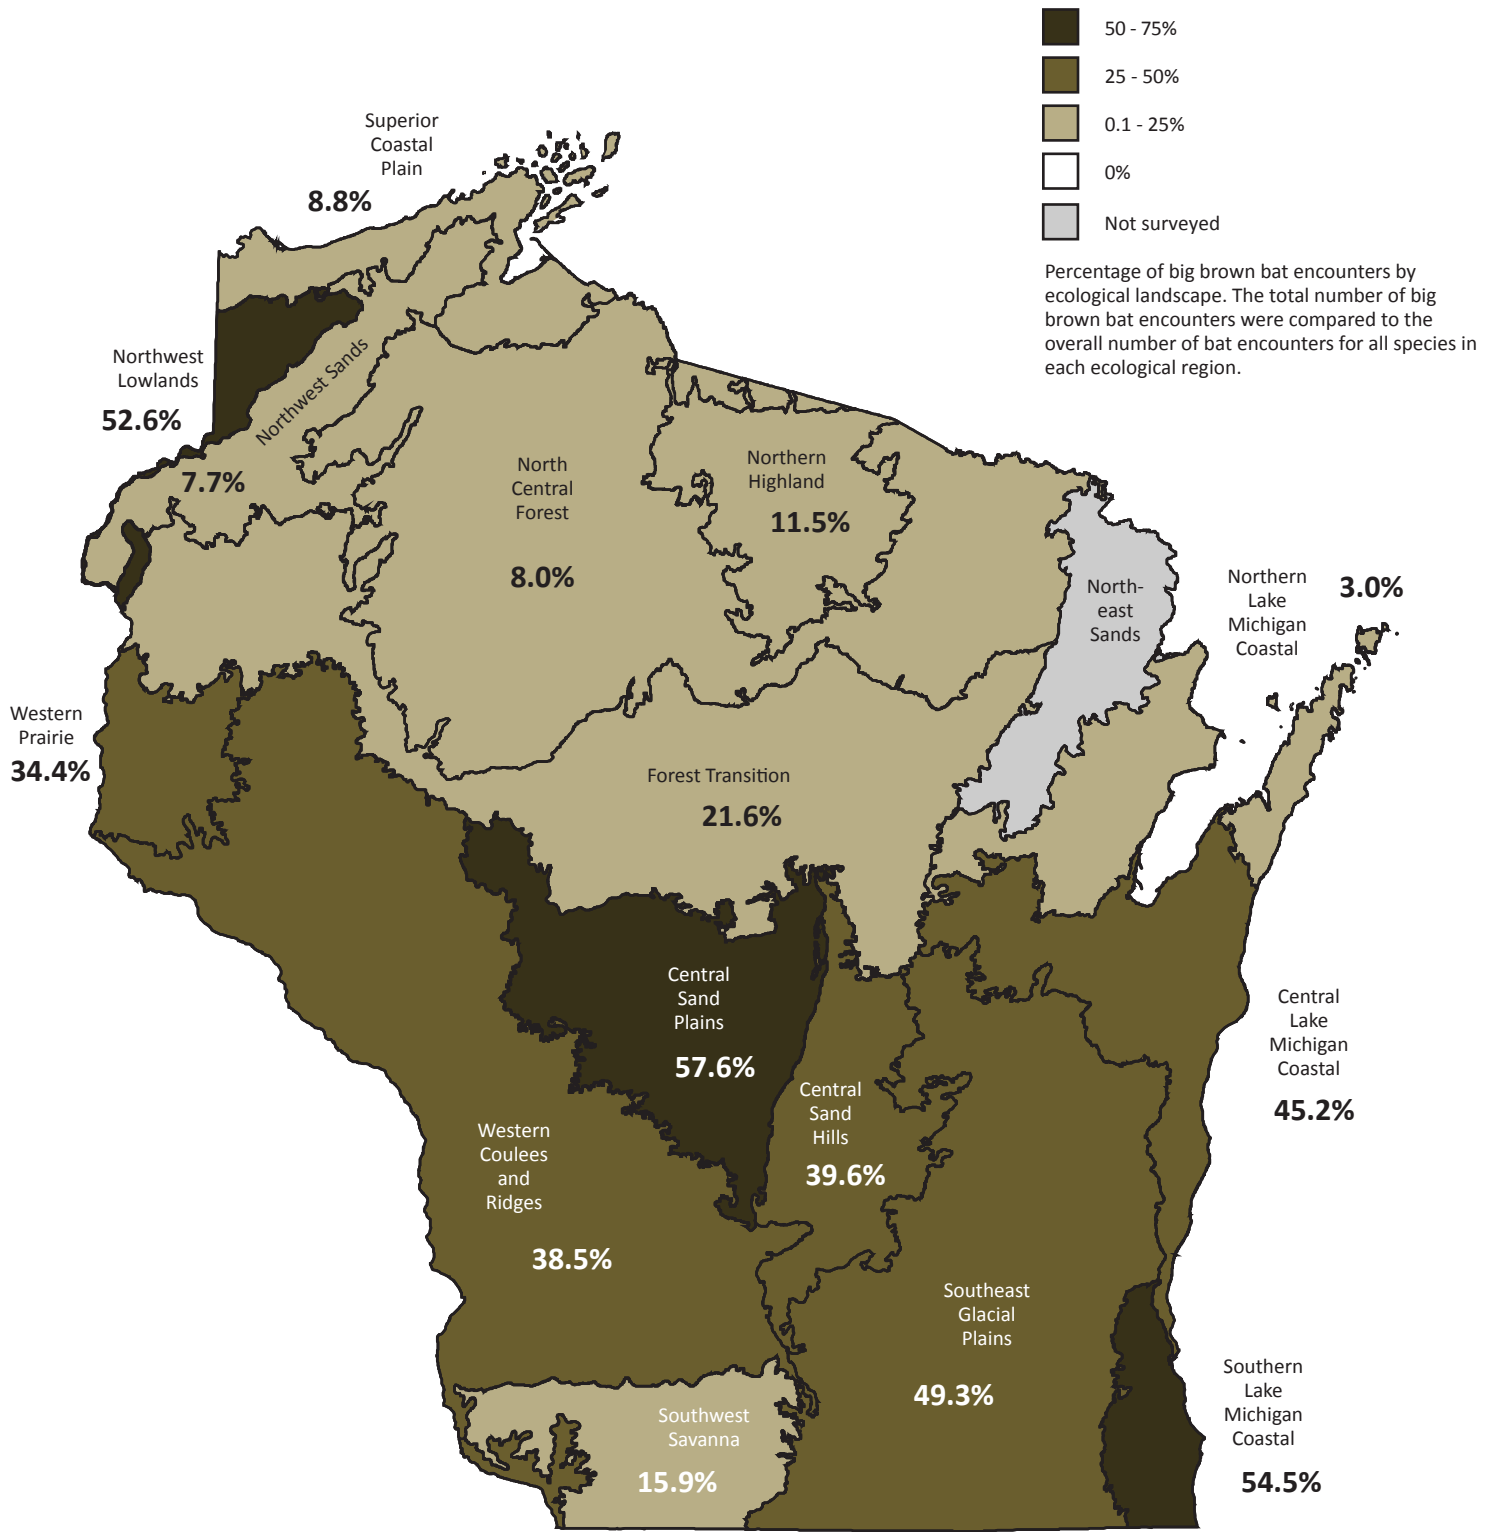 50 - 75%
25 - 50%
0.1 - 25%
0%
Not surveyed
Percentage of big brown bat encounters by
ecological landscape. The total number of big
brown bat encounters were compared to the
overall number of bat encounters for all species in
each ecological region.
Superior
Coastal
Plain
8.8%
Northwest
Lowlands
52.6%
Northwest Sands
7.7%
North
Central
Forest
8.0%
Northern
Highland
11.5%
North-
east
Sands
Northern
Lake
Michigan
Coastal
3.0%
Western
Prairie
34.4%
Forest Transition
21.6%
Central
Sand
Plains
57.6%
Central
Sand
Hills
39.6%
Central
Lake
Michigan
Coastal
45.2%
Western
Coulees
and
Ridges
38.5%
Southeast
Glacial
Plains
49.3%
Southwest
Savanna
15.9%
Southern
Lake
Michigan
Coastal
54.5%